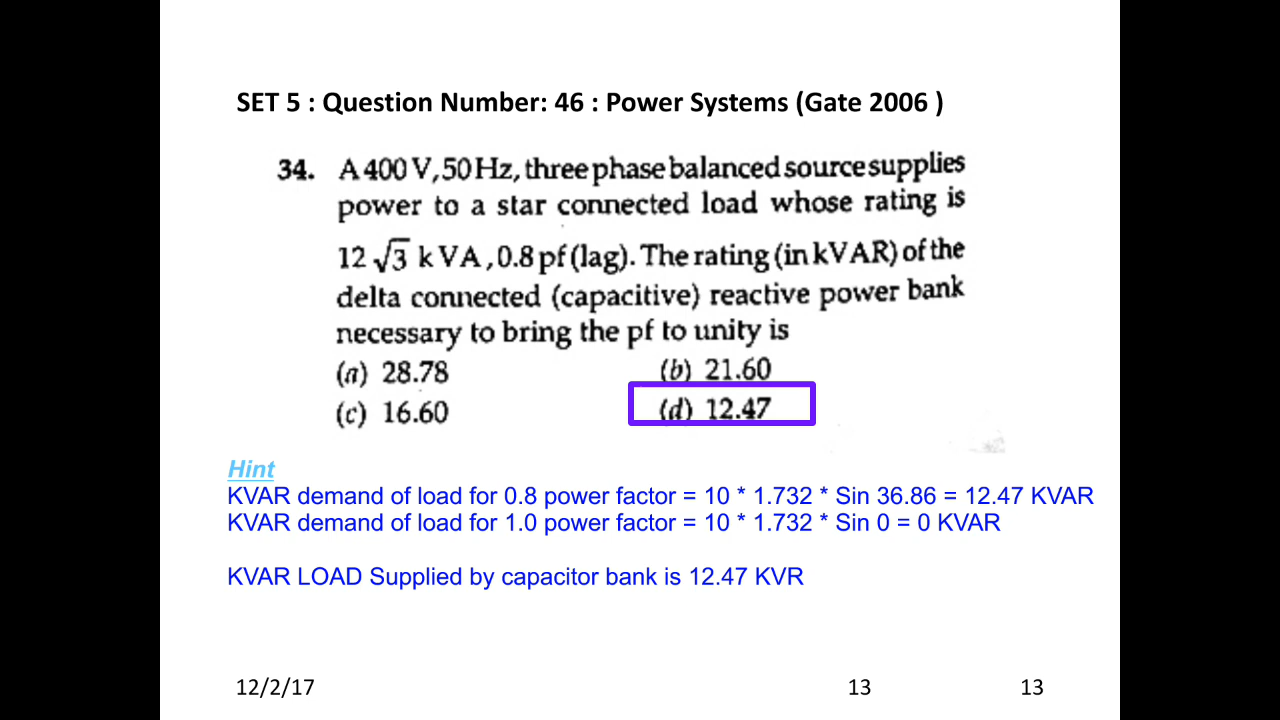 SET 5 : Question Number: 46 : Power Systems (Gate 2006 )
34. A 400 V, 50 Hz, three phase balanced source supplies
power to a star connected load whose rating is
12 √3 kVA, 0.8 pf (lag). The rating (in kVAR) of the
delta connected (capacitive) reactive power bank
necessary to bring the pf to unity is
(a) 28.78 (b) 21.60
(c) 16.60 (d) 12.47
Hint
KVAR demand of load for 0.8 power factor = 10 * 1.732 * Sin 36.86 = 12.47 KVAR
KVAR demand of load for 1.0 power factor = 10 * 1.732 * Sin 0 = 0 KVAR
KVAR LOAD Supplied by capacitor bank is 12.47 KVR
12/2/17 13 13